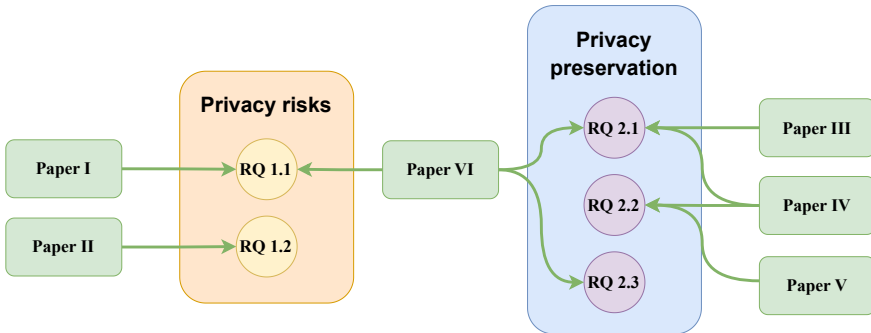 Privacy
preservation
Privacy risks
RQ 2.1
Paper III
Paper I
RQ 1.1
Paper VI
RQ 2.2
Paper IV
Paper II
RQ 1.2
RQ 2.3
Paper V